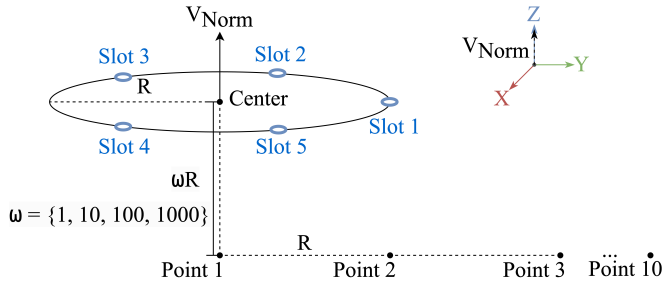 V_Norm
Slot 3
Slot 2
R
Center
Slot 1
Slot 4
Slot 5
ωR
ω = {1, 10, 100, 1000}
R
Point 1
Point 2
Point 3
...
Point 10
Z
V_Norm
Y
X